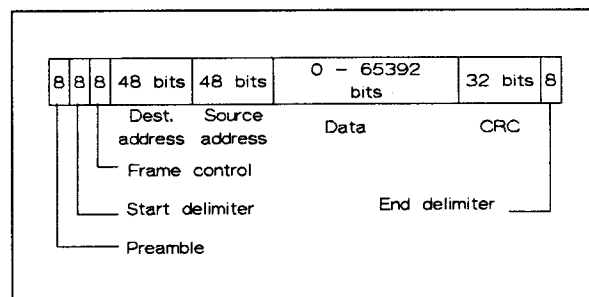 8 8 8 48 bits 48 bits 0 - 65392 bits 32 bits 8
Dest. address Source address Data CRC
Frame control
Start delimiter End delimiter
Preamble